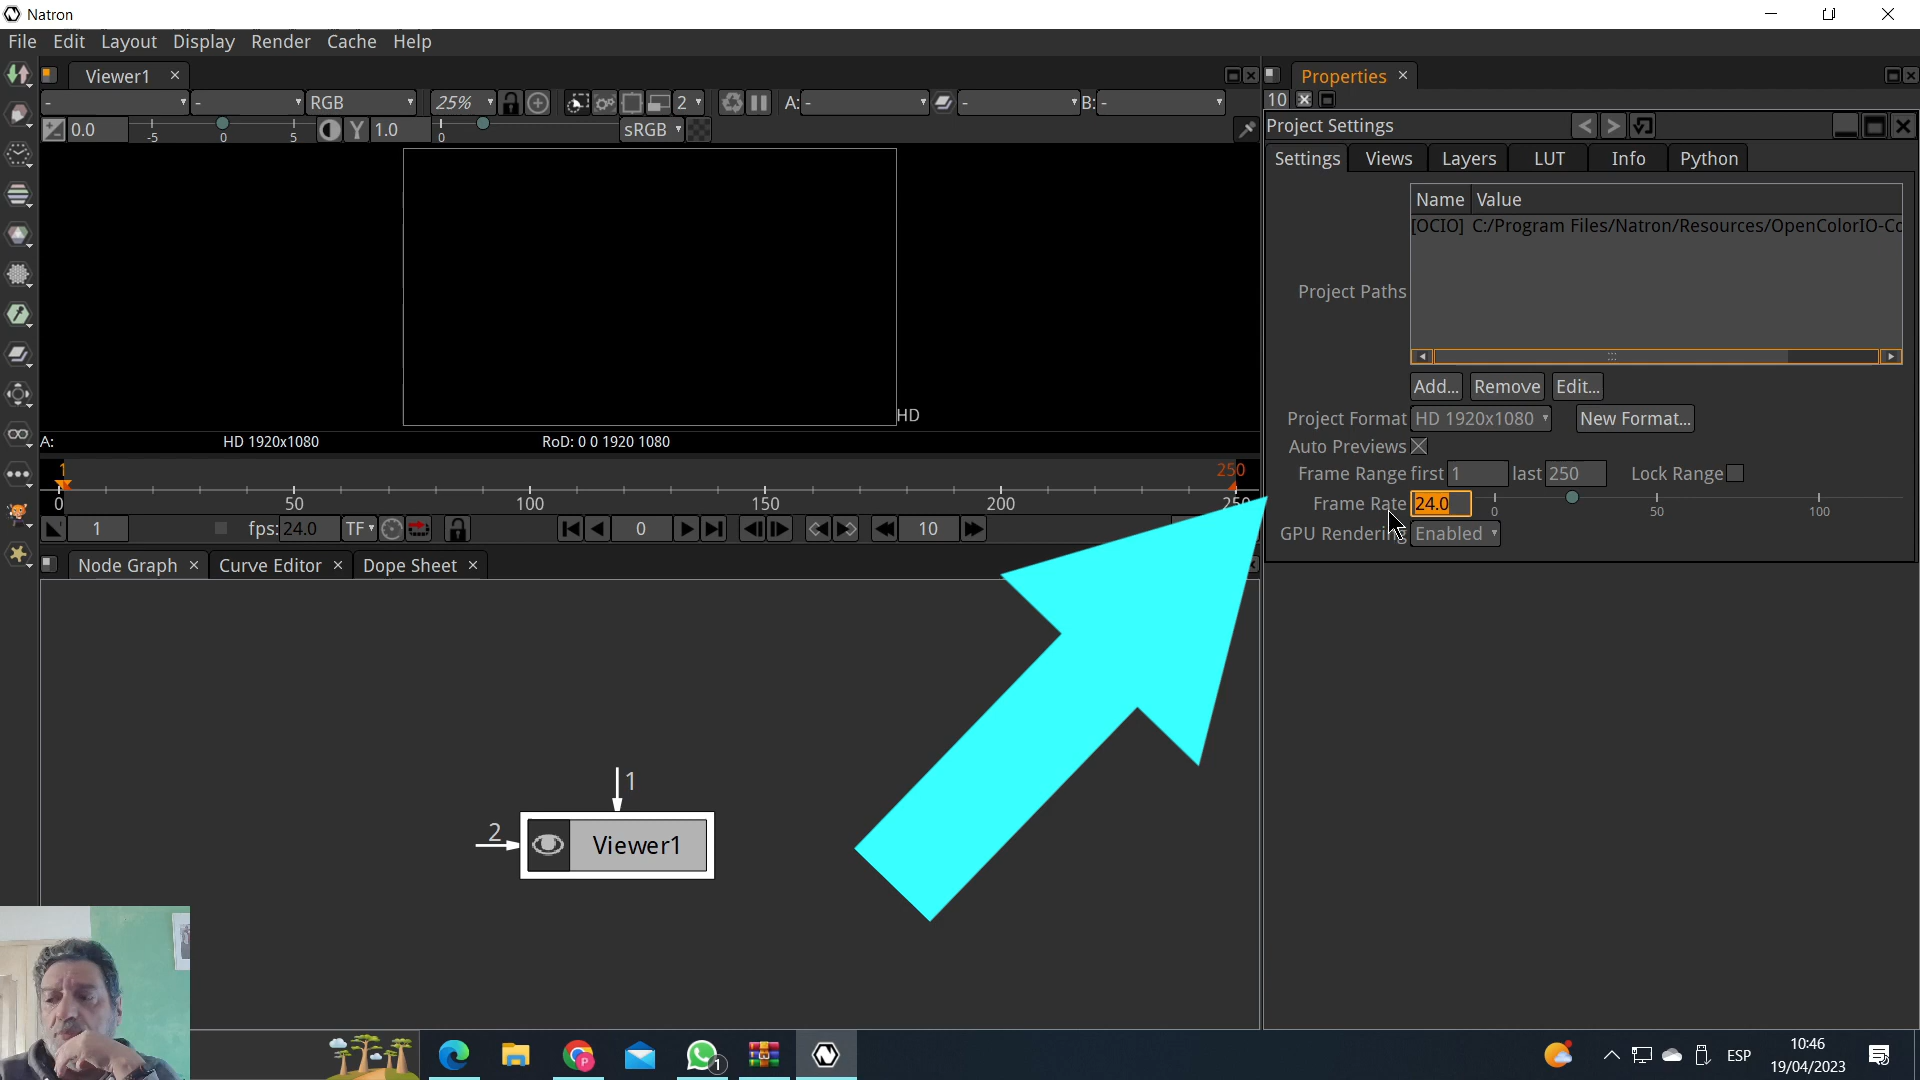 Natron
File Edit Layout Display Render Cache Help
Viewer1
Properties
- - RGB 25% 2 A: - - B: -
10
0.0 -5 0 5 Y 1.0 0 sRGB
Project Settings
Settings Views Layers LUT Info Python
Name Value
[OCIO] C:/Program Files/Natron/Resources/OpenColorIO-Co
Project Paths
Add... Remove Edit...
HD
Project Format HD 1920x1080 New Format...
A: HD 1920x1080 RoD: 0 0 1920 1080
Auto Previews
1 250
Frame Range first 1 last 250 Lock Range
0 50 100 150 200 250
Frame Rate 24.0 0 50 100
1 fps: 24.0 TF 0 10
GPU Rendering Enabled
Node Graph Curve Editor Dope Sheet
1
2
Viewer1
1
ESP
10:46
19/04/2023